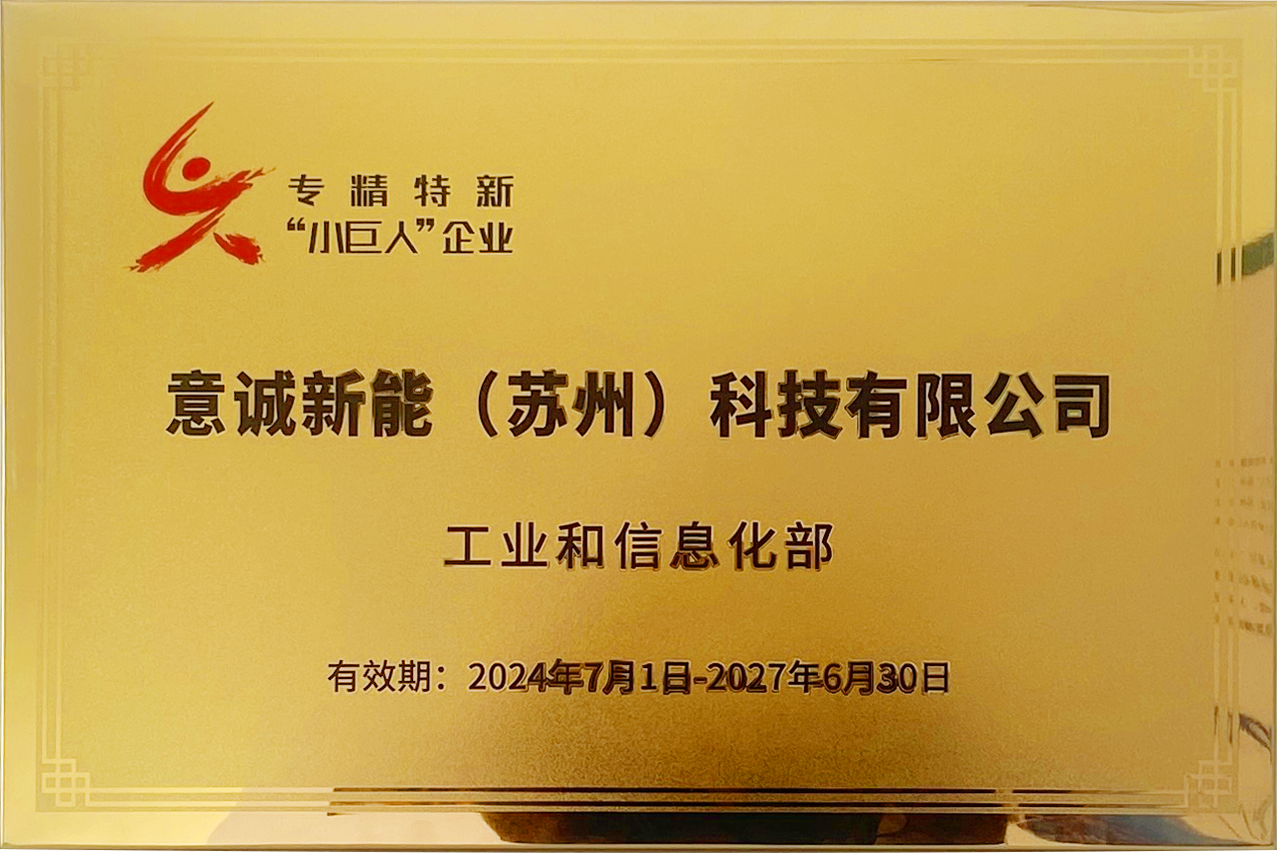 专精特新
“小巨人”企业
意诚新能（苏州）科技有限公司
工业和信息化部
有效期：2024年7月1日-2027年6月30日